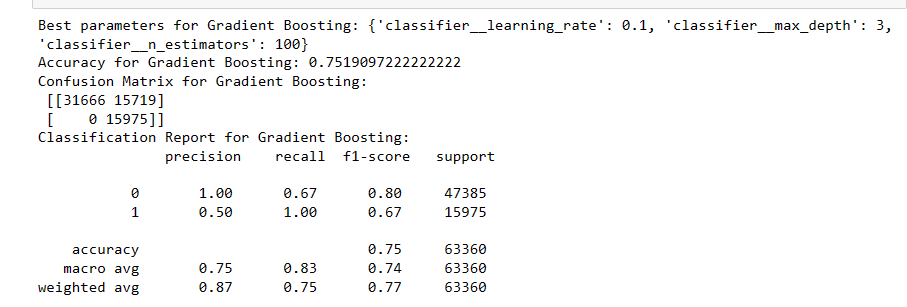 Best parameters for Gradient Boosting: {'classifier__learning_rate': 0.1, 'classifier__max_depth': 3,
'classifier__n_estimators': 100}
Accuracy for Gradient Boosting: 0.7519097222222222
Confusion Matrix for Gradient Boosting:
 [[31666 15719]
 [    0 15975]]
Classification Report for Gradient Boosting:
              precision    recall  f1-score   support

           0       1.00      0.67      0.80     47385
           1       0.50      1.00      0.67     15975

    accuracy                           0.75     63360
   macro avg       0.75      0.83      0.74     63360
weighted avg       0.87      0.75      0.77     63360